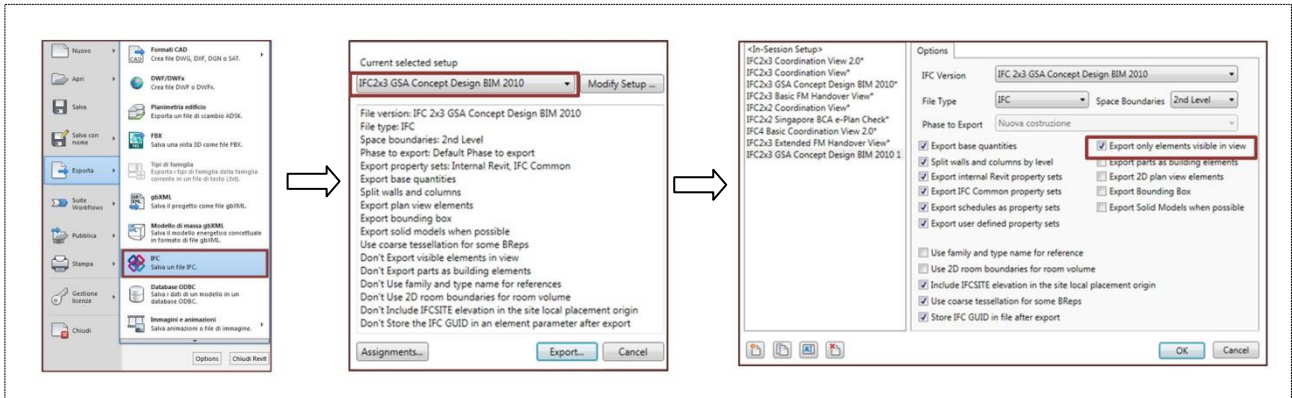 Nuovo
Apri
Salva
Salva con
nome
Esporta
Suite
Workflows
Pubblica
Stampa
Gestione
licenze
Chiudi
CAD
Formati CAD
Crea file DWG, DXF, DGN o SAT.
DWF/DWFx
Crea file DWF o DWFx.
Planimetria edificio
Esporta un file di scambio ADSK.
FBX
Salva una vista 3D come file FBX.
Tipi di famiglia
Esporta i tipi di famiglia della famiglia
corrente in un file di testo (.txt).
gbXML
Salva il progetto come file gbXML.
Modello di massa gbXML
Salva il modello energetico concettuale
in formato di file gbXML.
IFC
Salva un file IFC.
Database ODBC
Salva i dati di un modello in un
database ODBC.
Immagini e animazioni
Salva animazioni o file di immagine.
Options
Chiudi Revit
Current selected setup
IFC2x3 GSA Concept Design BIM 2010
Modify Setup ...
File version: IFC 2x3 GSA Concept Design BIM 2010
File type: IFC
Space boundaries: 2nd Level
Phase to export: Default Phase to export
Export property sets: Internal Revit, IFC Common
Export base quantities
Split walls and columns
Export plan view elements
Export bounding box
Export solid models when possible
Use coarse tessellation for some BReps
Don't Export visible elements in view
Don't Export parts as building elements
Don't Use family and type name for references
Don't Use 2D room boundaries for room volume
Don't Include IFCSITE elevation in the site local placement origin
Don't Store the IFC GUID in an element parameter after export
Assignments...
Export...
Cancel
<In-Session Setup>
IFC2x3 Coordination View 2.0*
IFC2x3 Coordination View*
IFC2x3 GSA Concept Design BIM 2010*
IFC2x3 Basic FM Handover View*
IFC2x2 Coordination View*
IFC2x2 Singapore BCA e-Plan Check*
IFC4 Basic Coordination View 2.0*
IFC2x3 Extended FM Handover View*
IFC2x3 GSA Concept Design BIM 2010 1
Options
IFC Version
IFC 2x3 GSA Concept Design BIM 2010
File Type
IFC
Space Boundaries
2nd Level
Phase to Export
Nuova costruzione
Export base quantities
Export only elements visible in view
Split walls and columns by level
Export parts as building elements
Export internal Revit property sets
Export 2D plan view elements
Export IFC Common property sets
Export Bounding Box
Export schedules as property sets
Export Solid Models when possible
Export user defined property sets
Use family and type name for reference
Use 2D room boundaries for room volume
Include IFCSITE elevation in the site local placement origin
Use coarse tessellation for some BReps
Store IFC GUID in file after export
OK
Cancel